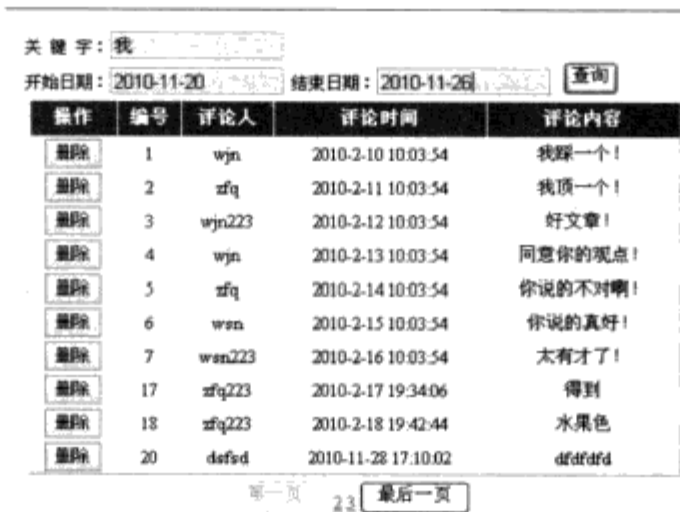 关 键 字： 我
开始日期： 2010-11-20 结束日期： 2010-11-26 查询
操作 编号 评论人 评论时间 评论内容
删除 1 wjn 2010-2-10 10:03:54 我踩一个！
删除 2 zfq 2010-2-11 10:03:54 我顶一个！
删除 3 wjn223 2010-2-12 10:03:54 好文章！
删除 4 wjn 2010-2-13 10:03:54 同意你的观点！
删除 5 zfq 2010-2-14 10:03:54 你说的不对啊！
删除 6 wsn 2010-2-15 10:03:54 你说的真好！
删除 7 wsn223 2010-2-16 10:03:54 太有才了！
删除 17 zfq223 2010-2-17 19:34:06 得到
删除 18 zfq223 2010-2-18 19:42:44 水果色
删除 20 dsfsd 2010-11-28 17:10:02 dfdfdfd
第一页 2 3 最后一页